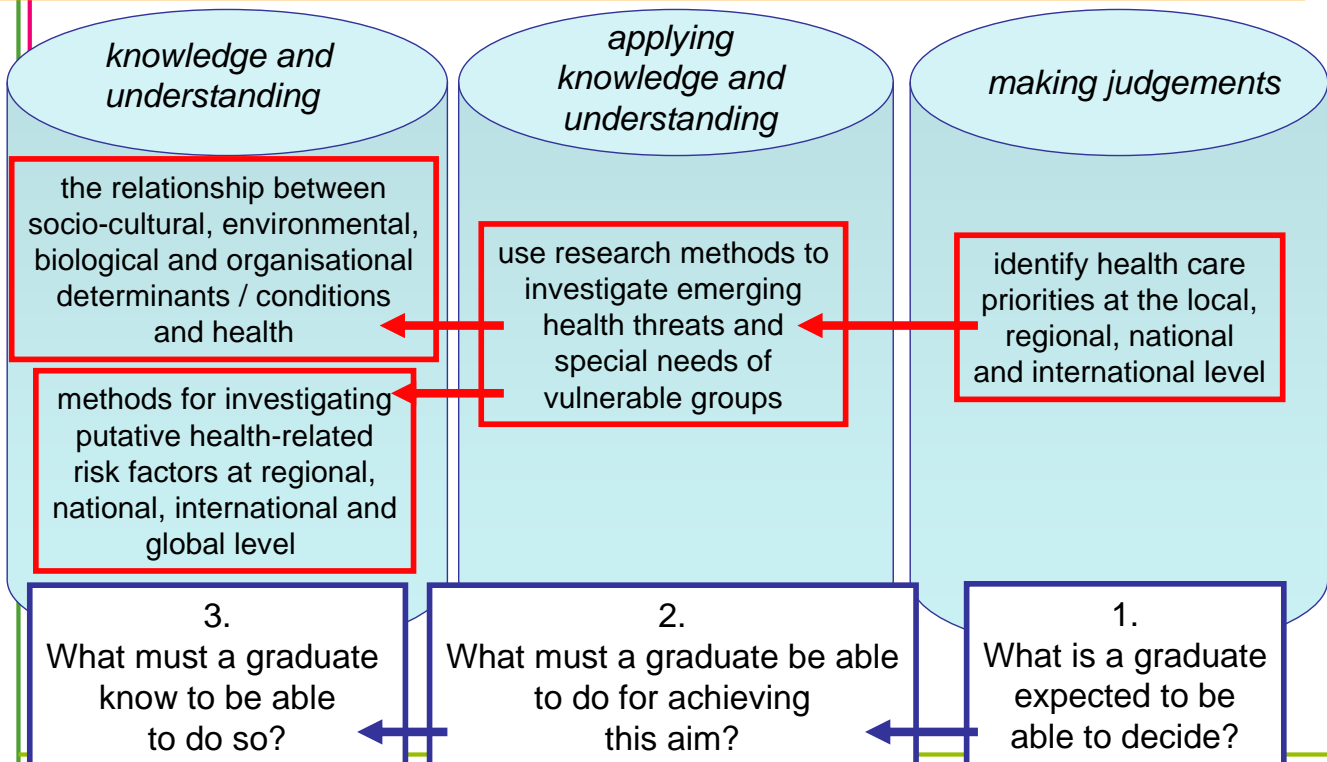 knowledge and
understanding
applying
knowledge and
understanding
making judgements
the relationship between
socio-cultural, environmental,
biological and organisational
determinants / conditions
and health
methods for investigating
putative health-related
risk factors at regional,
national, international and
global level
use research methods to
investigate emerging
health threats and
special needs of
vulnerable groups
identify health care
priorities at the local,
regional, national
and international level
3.
What must a graduate
know to be able
to do so?
2.
What must a graduate be able
to do for achieving
this aim?
1.
What is a graduate
expected to be
able to decide?